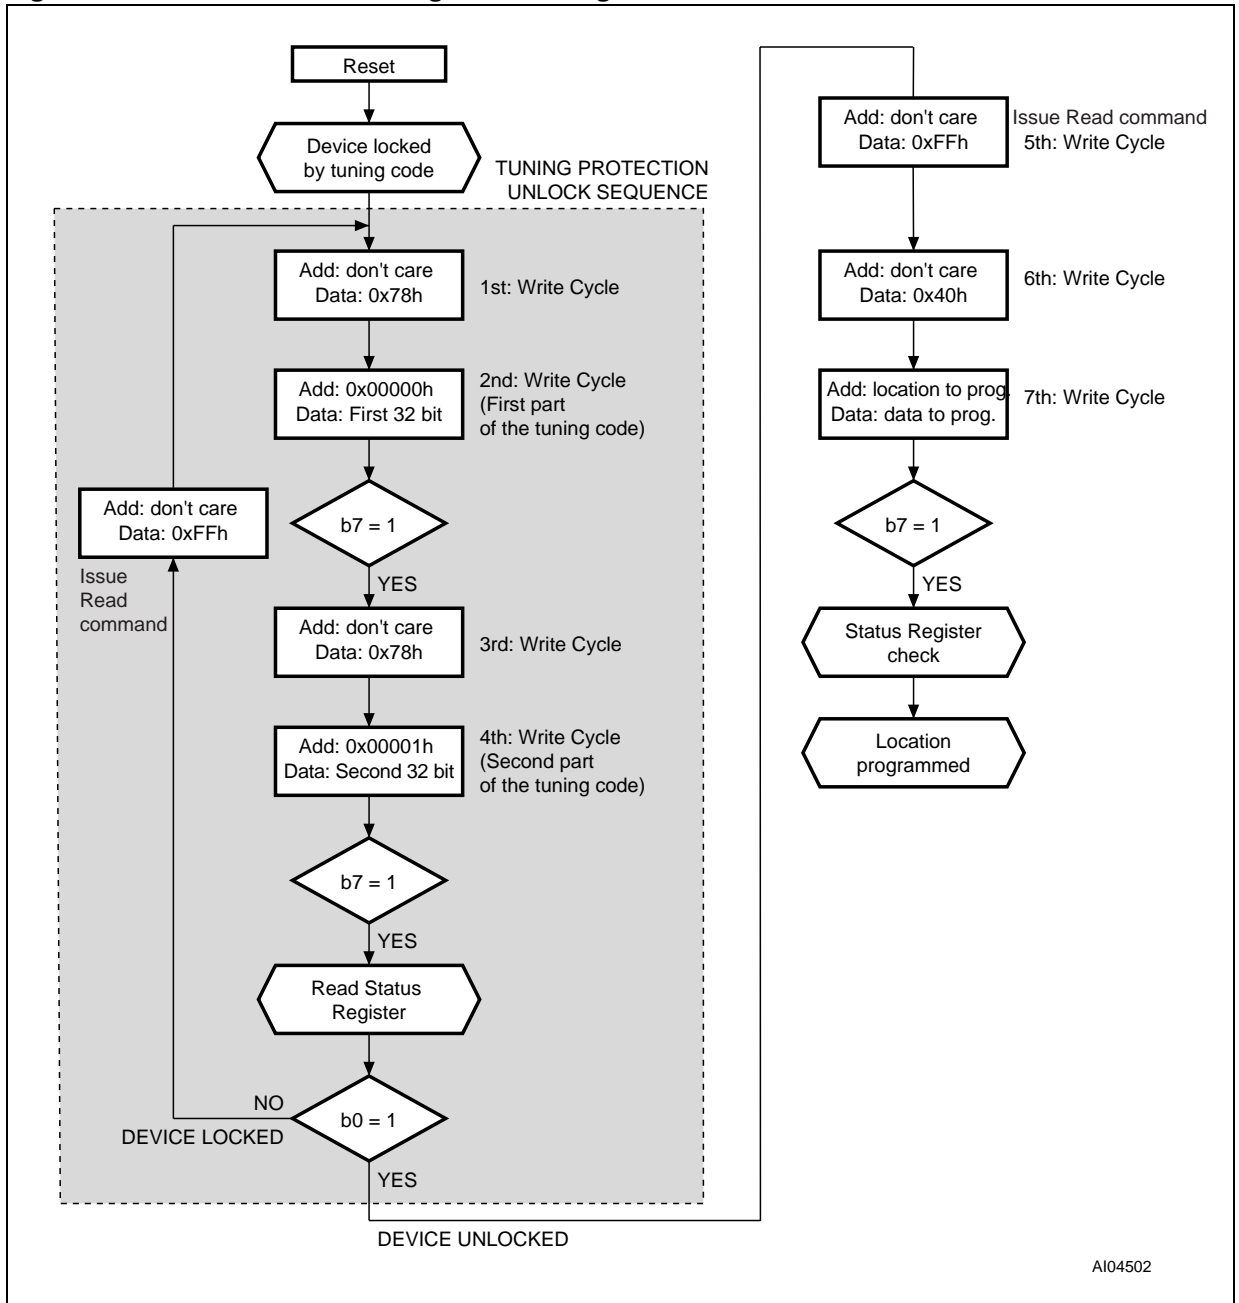 Reset
Device locked
by tuning code
TUNING PROTECTION
UNLOCK SEQUENCE
Add: don't care
Data: 0x78h
1st: Write Cycle
Add: 0x00000h
Data: First 32 bit
2nd: Write Cycle
(First part
of the tuning code)
b7 = 1
YES
Add: don't care
Data: 0xFFh
Issue
Read
command
Add: don't care
Data: 0x78h
3rd: Write Cycle
Add: 0x00001h
Data: Second 32 bit
4th: Write Cycle
(Second part
of the tuning code)
b7 = 1
YES
Read Status
Register
b0 = 1
NO
DEVICE LOCKED
YES
DEVICE UNLOCKED
Add: don't care
Data: 0xFFh
Issue Read command
5th: Write Cycle
Add: don't care
Data: 0x40h
6th: Write Cycle
Add: location to prog.
Data: data to prog.
7th: Write Cycle
b7 = 1
YES
Status Register
check
Location
programmed
AI04502